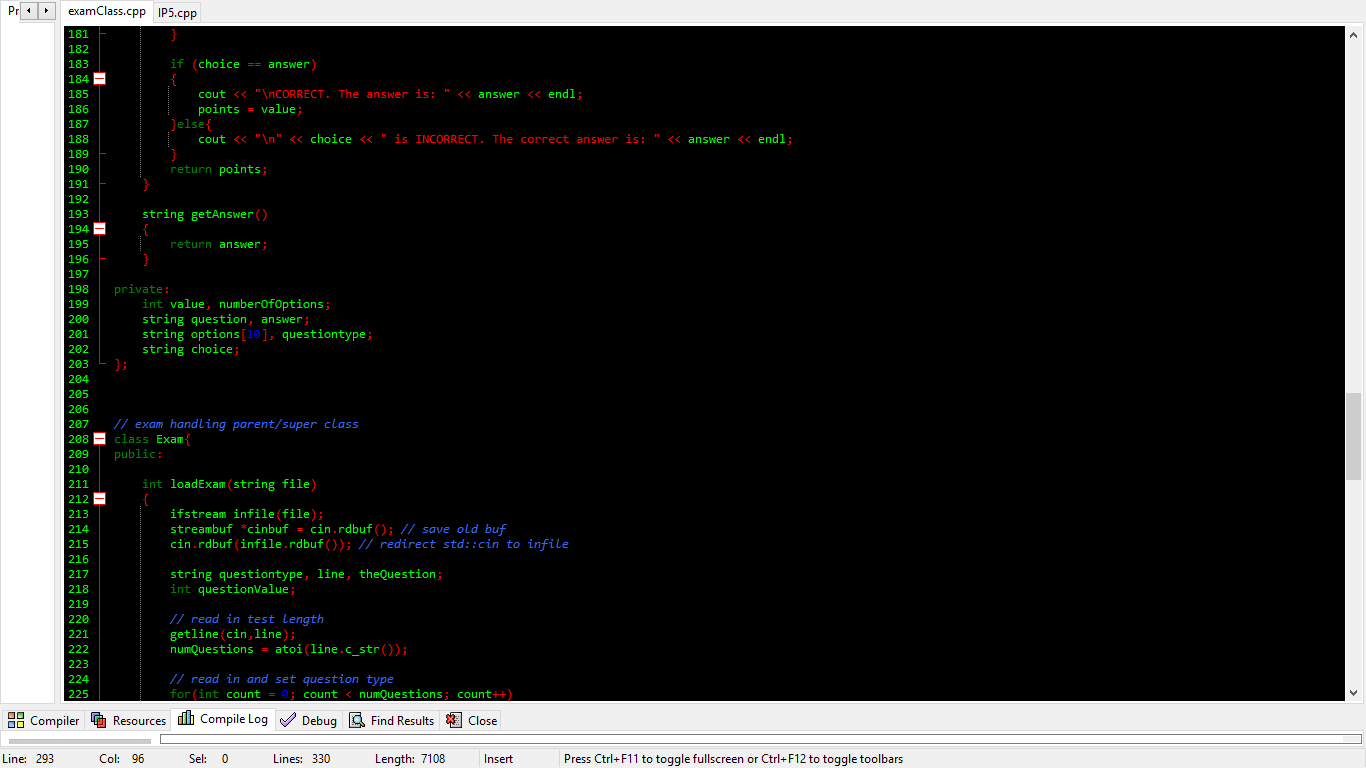 Pr examClass.cpp IP5.cpp
181 }
182
183 if (choice == answer)
184 {
185 cout << "\nCORRECT. The answer is: " << answer << endl;
186 points = value;
187 }else{
188 cout << "\n" << choice << " is INCORRECT. The correct answer is: " << answer << endl;
189 }
190 return points;
191 }
192
193 string getAnswer()
194 {
195 return answer;
196 }
197
198 private:
199 int value, numberOfOptions;
200 string question, answer;
201 string options[10], questiontype;
202 string choice;
203 };
204
205
206
207 // exam handling parent/super class
208 class Exam{
209 public:
210
211 int loadExam(string file)
212 {
213 ifstream infile(file);
214 streambuf *cinbuf = cin.rdbuf(); // save old buf
215 cin.rdbuf(infile.rdbuf()); // redirect std::cin to infile
216
217 string questiontype, line, theQuestion;
218 int questionValue;
219
220 // read in test length
221 getline(cin,line);
222 numQuestions = atoi(line.c_str());
223
224 // read in and set question type
225 for(int count = 0; count < numQuestions; count++)
Compiler Resources Compile Log Debug Find Results Close
Line: 293 Col: 96 Sel: 0 Lines: 330 Length: 7108 Insert Press Ctrl+F11 to toggle fullscreen or Ctrl+F12 to toggle toolbars